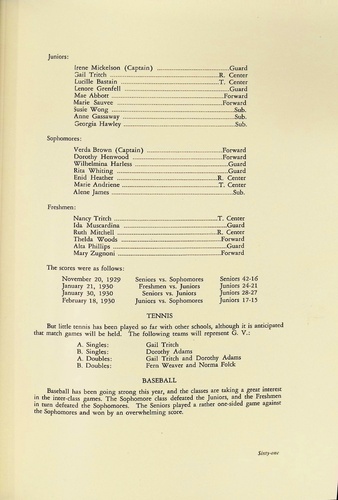 Juniors:
Irene Mickelson (Captain) ........ Guard
Gail Tritch ........ R. Center
Lucille Bastain ........ T. Center
Lenore Grenfell ........ Guard
Mae Abbott ........ Forward
Marie Sauvee ........ Forward
Susie Wong ........ Sub.
Anne Gassaway ........ Sub.
Georgia Hawley ........ Sub.
Sophomores:
Verda Brown (Captain) ........ Forward
Dorothy Henwood ........ Forward
Wilhelmina Harless ........ Guard
Rita Whiting ........ Guard
Enid Heather ........ R. Center
Marie Andriene ........ T. Center
Alene James ........ Sub.
Freshmen:
Nancy Tritch ........ T. Center
Ida Muscardina ........ Guard
Ruth Mitchell ........ R. Center
Thelda Woods ........ Forward
Alta Phillips ........ Guard
Mary Zugnoni ........ Forward
The scores were as follows:
November 20, 1929 Seniors vs. Sophomores Seniors 42-16
January 21, 1930 Freshmen vs. Juniors Juniors 24-21
January 30, 1930 Seniors vs. Juniors Juniors 28-27
February 18, 1930 Juniors vs. Sophomores Juniors 17-15
TENNIS
But little tennis has been played so far with other schools, although it is anticipated
that match games will be held. The following teams will represent G. V.:
A. Singles: Gail Tritch
B. Singles: Dorothy Adams
A. Doubles: Gail Tritch and Dorothy Adams
B. Doubles: Fern Weaver and Norma Folck
BASEBALL
Baseball has been going strong this year, and the classes are taking a great interest
in the inter-class games. The Sophomore class defeated the Juniors, and the Freshmen
in turn defeated the Sophomores. The Seniors played a rather one-sided game against
the Sophomores and won by an overwhelming score.
Sixty-one